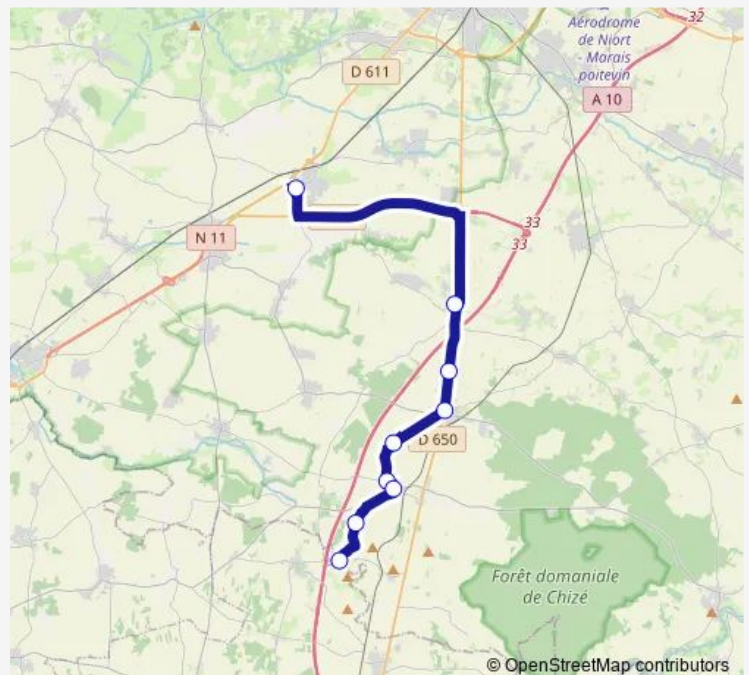 Aérodrome
de Niort
- Marais
poitevin
32
D 611
A 10
33
33
N 11
D 650
Forêt domaniale
de Chizé
© OpenStreetMap contributors